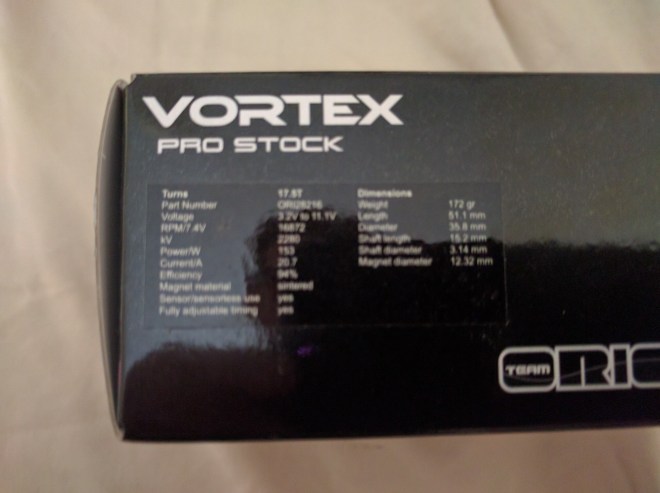 VORTEX
PRO STOCK
Turns 17.5T
Part Number ORI28216
Voltage 3.2V to 11.1V
RPM/7.4V 16872
kV 2280
Power/W 153
Current/A 20.7
Efficiency 94%
Magnet material sintered
Sensor/sensorless use yes
Fully adjustable timing yes
Dimensions
Weight 172 gr
Length 51.1 mm
Diameter 35.8 mm
Shaft length 15.2 mm
Shaft diameter 3.14 mm
Magnet diameter 12.32 mm
TEAM ORIO